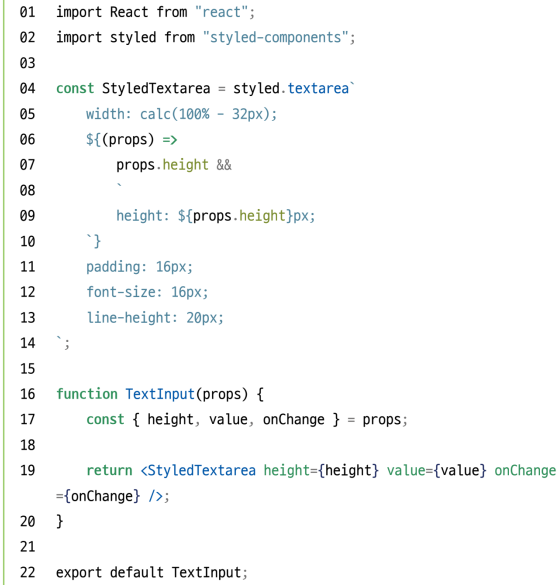 01 import React from "react";
02 import styled from "styled-components";
03
04 const StyledTextarea = styled.textarea`
05     width: calc(100% - 32px);
06     ${(props) =>
07         props.height &&
08         `
09         height: ${props.height}px;
10     `}
11     padding: 16px;
12     font-size: 16px;
13     line-height: 20px;
14 `;
15
16 function TextInput(props) {
17     const { height, value, onChange } = props;
18
19     return <StyledTextarea height={height} value={value} onChange
={onChange} />;
20 }
21
22 export default TextInput;